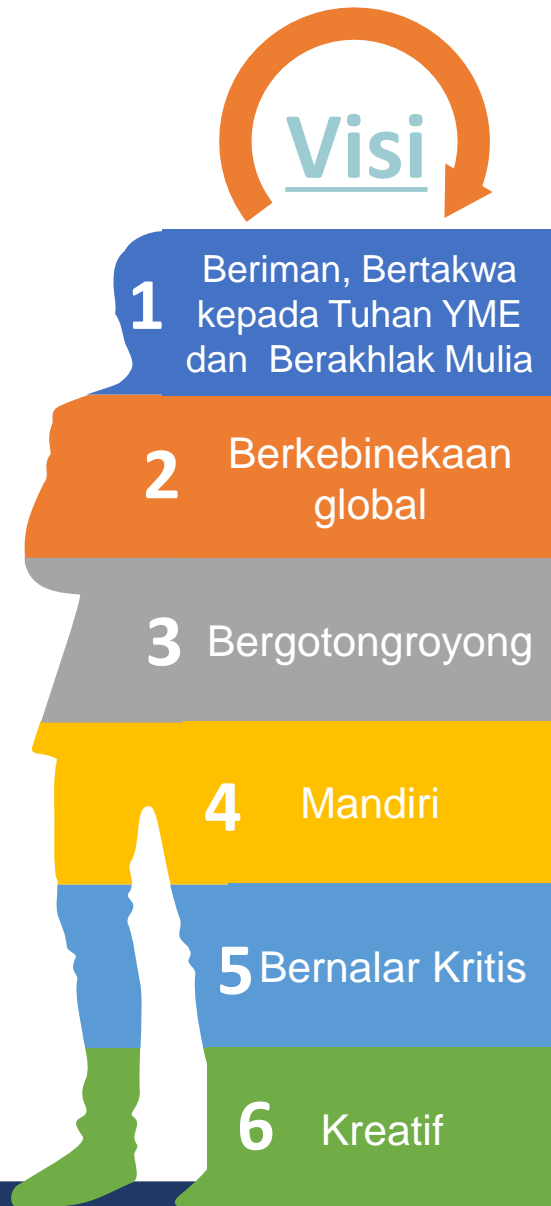 Visi
1
Beriman, Bertakwa
kepada Tuhan YME
dan Berakhlak Mulia
2
Berkebinekaan
global
3 Bergotongroyong
4 Mandiri
5 Bernalar Kritis
6 Kreatif